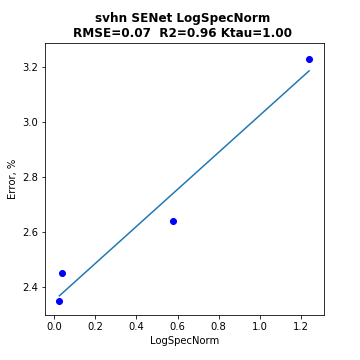 svhn SENet LogSpecNorm
RMSE=0.07 R2=0.96 Ktau=1.00
3.2
3.0
2.8
2.6
2.4
Error, %
0.0 0.2 0.4 0.6 0.8 1.0 1.2
LogSpecNorm